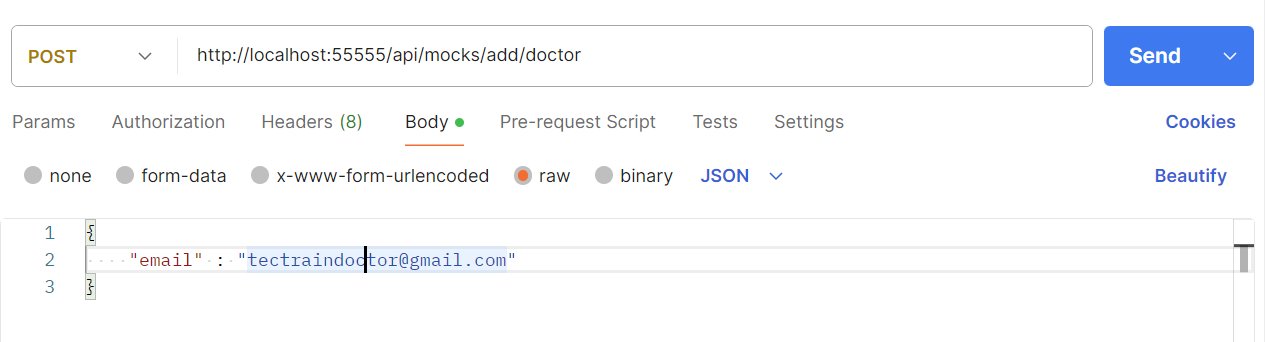 POST http://localhost:55555/api/mocks/add/doctor Send
Params Authorization Headers (8) Body Pre-request Script Tests Settings Cookies
none form-data x-www-form-urlencoded raw binary JSON Beautify
1 {
2 "email" : "tectraindoctor@gmail.com"
3 }